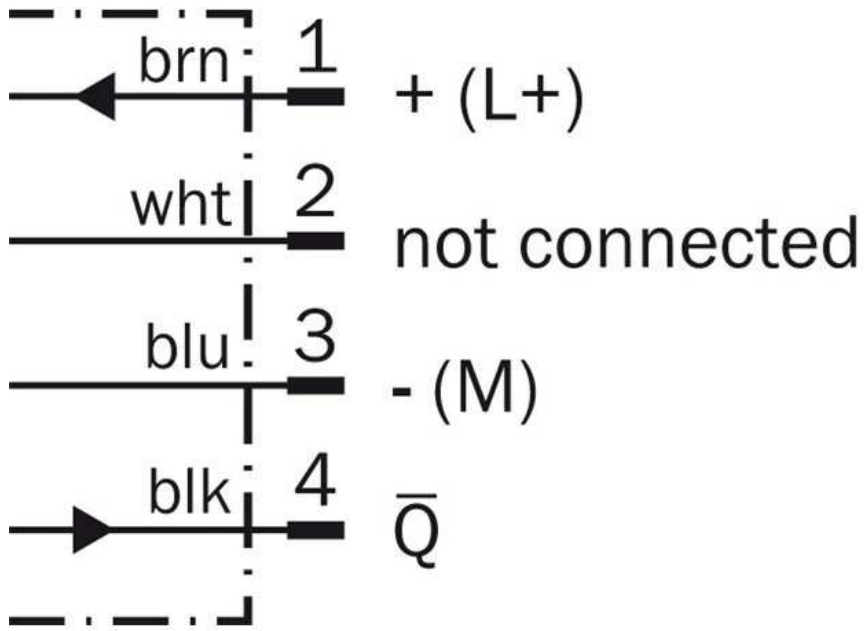 brn 1 + (L+)
wht 2 not connected
blu 3 - (M)
blk 4 Q̅